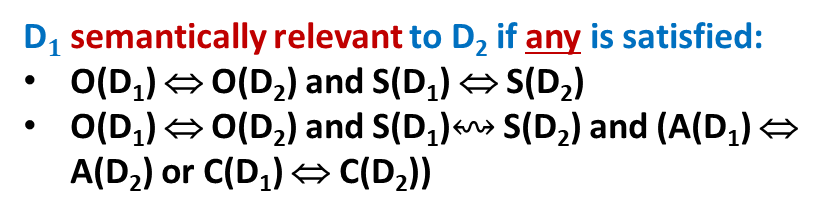 D₁ semantically relevant to D₂ if any is satisfied:
• O(D₁) ⇔ O(D₂) and S(D₁) ⇔ S(D₂)
• O(D₁) ⇔ O(D₂) and S(D₁) ↭ S(D₂) and (A(D₁) ⇔
A(D₂) or C(D₁) ⇔ C(D₂))